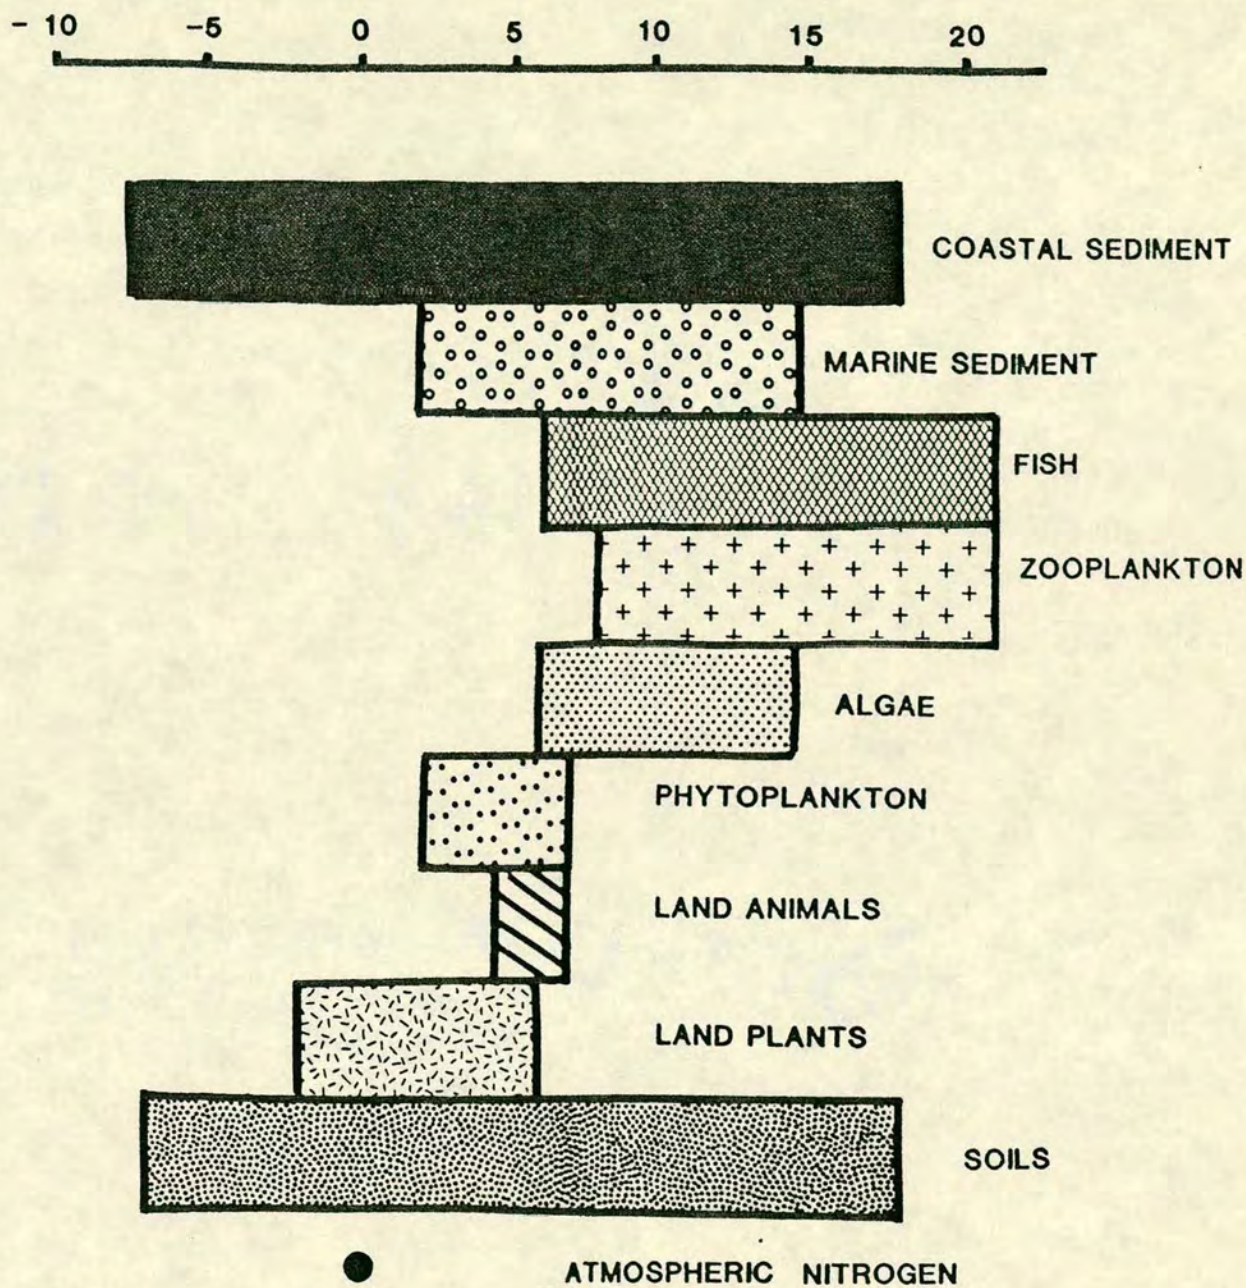 - 10 -5 0 5 10 15 20
COASTAL SEDIMENT
MARINE SEDIMENT
FISH
ZOOPLANKTON
ALGAE
PHYTOPLANKTON
LAND ANIMALS
LAND PLANTS
SOILS
ATMOSPHERIC NITROGEN